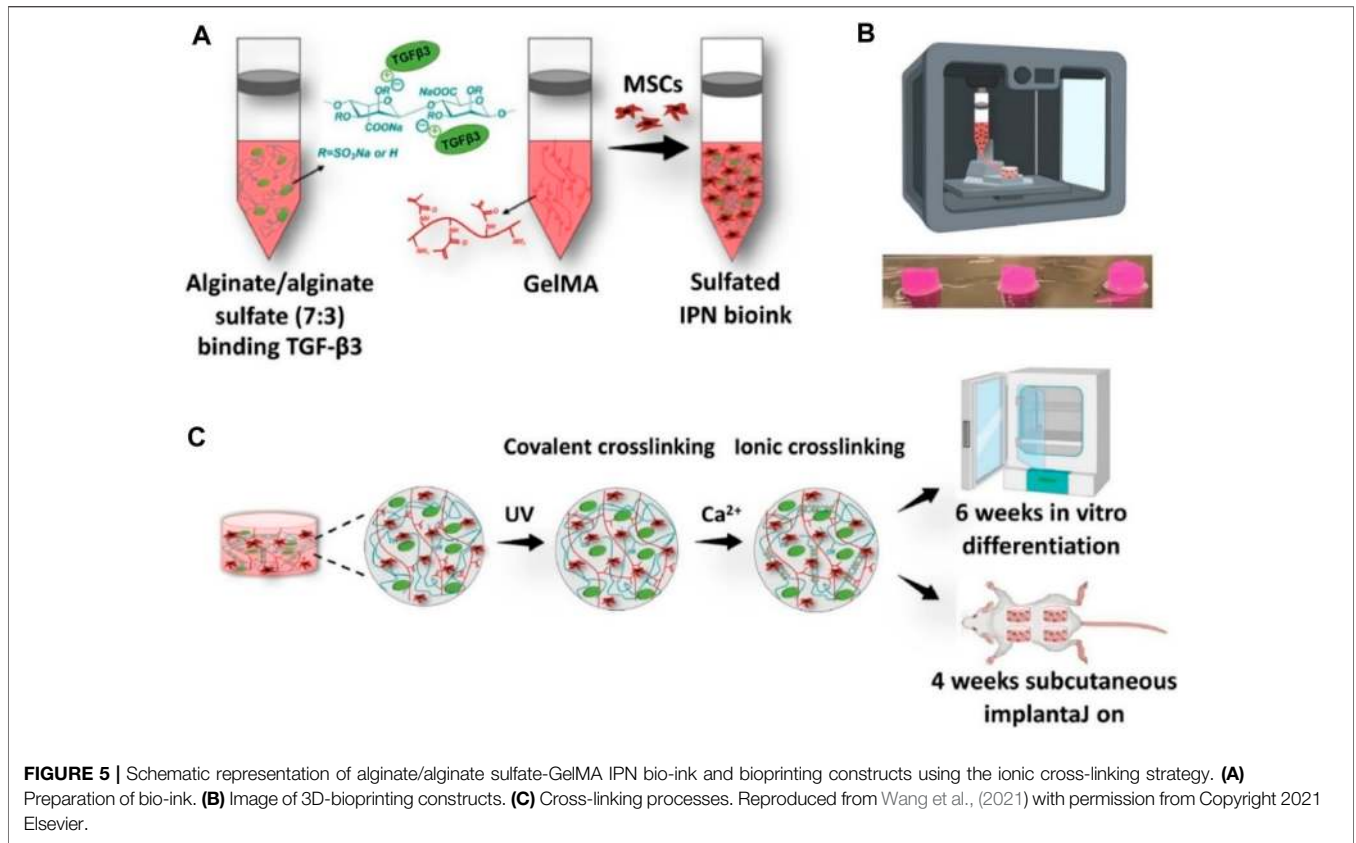 A
TGFβ3
OR
NaOOC OR
RO
COONa
RO
TGFβ3
R=SO3Na or H
MSCs
Alginate/alginate
sulfate (7:3)
binding TGF-β3
GelMA
Sulfated
IPN bioink
B
C
Covalent crosslinking
Ionic crosslinking
UV
Ca²⁺
6 weeks in vitro
differentiation
4 weeks subcutaneous
implantaJ on
FIGURE 5 | Schematic representation of alginate/alginate sulfate-GelMA IPN bio-ink and bioprinting constructs using the ionic cross-linking strategy. (A)
Preparation of bio-ink. (B) Image of 3D-bioprinting constructs. (C) Cross-linking processes. Reproduced from Wang et al., (2021) with permission from Copyright 2021
Elsevier.